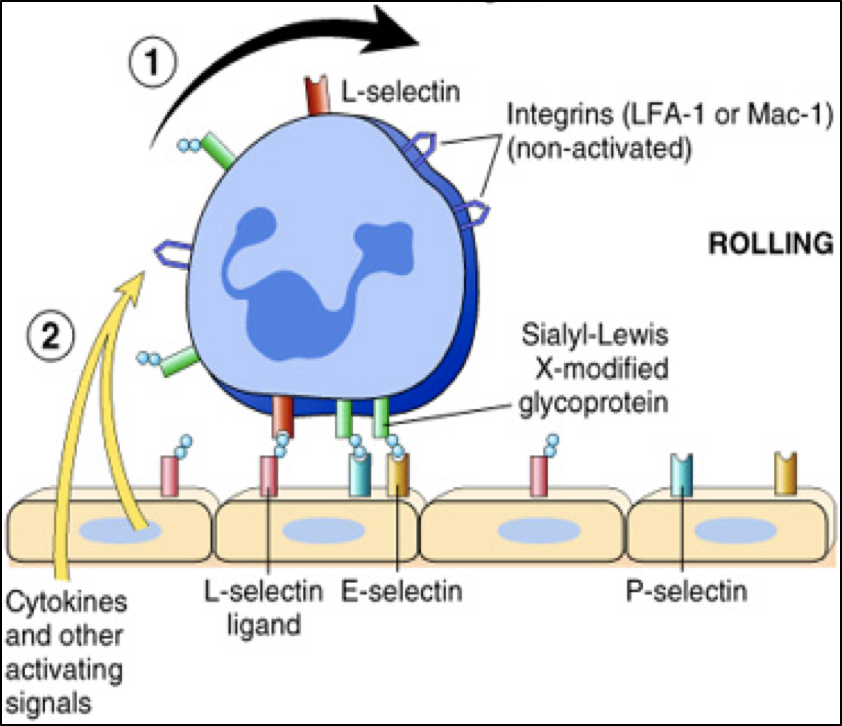 1
L-selectin
Integrins (LFA-1 or Mac-1)
(non-activated)
ROLLING
2
Sialyl-Lewis
X-modified
glycoprotein
Cytokines
and other
activating
signals
L-selectin
ligand
E-selectin
P-selectin